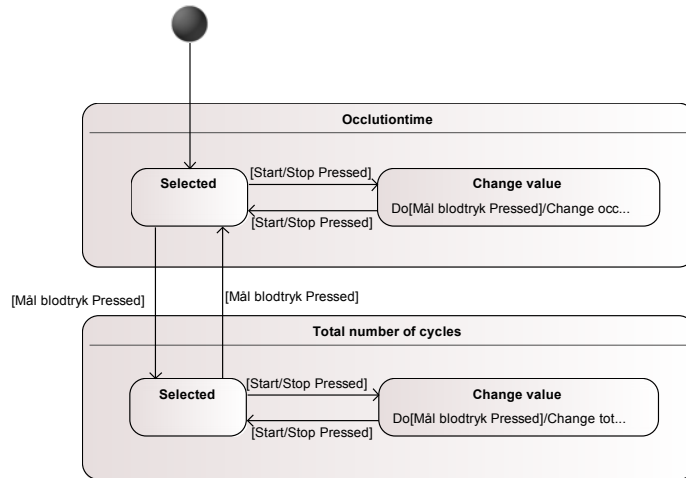 Occlutiontime
Selected
[Start/Stop Pressed]
Change value
Do[Mål blodtryk Pressed]/Change occ...
[Start/Stop Pressed]
[Mål blodtryk Pressed]
[Mål blodtryk Pressed]
Total number of cycles
Selected
[Start/Stop Pressed]
Change value
Do[Mål blodtryk Pressed]/Change tot...
[Start/Stop Pressed]